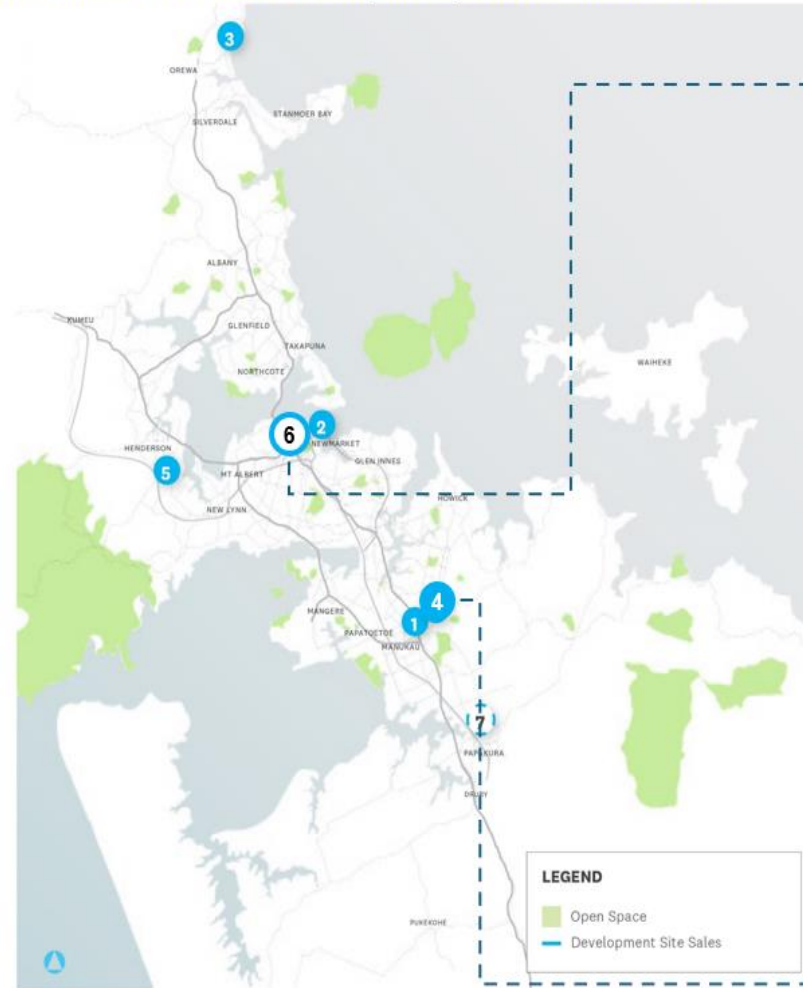 3
OREWA
STANMOER BAY
SILVERDALE
ALBANY
KUMEU
GLENFIELD
TAKAPUNA
WAIHEKE
NORTHCOTE
6
2
HENDERSON
NEWMARKET
5
MT ALBERT
GLEN INNES
NEW LYNN
HOWICK
4
MANGERE
1
PAPATOETOE
MANUKAU
7
PAPAKURA
DRURY
PUKEKOHE
LEGEND
Open Space
Development Site Sales